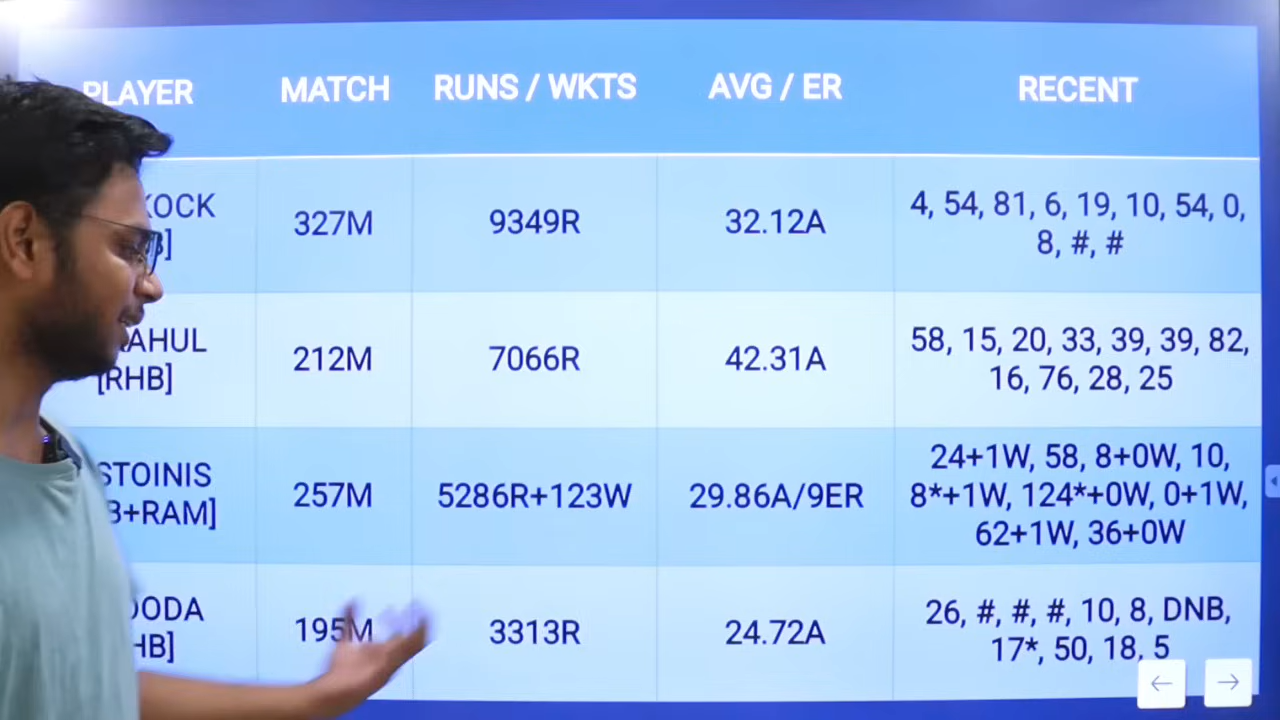 PLAYER MATCH RUNS / WKTS AVG / ER RECENT
KOCK
B]
327M 9349R 32.12A
4, 54, 81, 6, 19, 10, 54, 0,
8, #, #
RAHUL
[RHB]
212M 7066R 42.31A
58, 15, 20, 33, 39, 39, 82,
16, 76, 28, 25
STOINIS
B+RAM]
257M 5286R+123W 29.86A/9ER
24+1W, 58, 8+0W, 10,
8*+1W, 124*+0W, 0+1W,
62+1W, 36+0W
OODA
HB]
195M 3313R 24.72A
26, #, #, #, 10, 8, DNB,
17*, 50, 18, 5